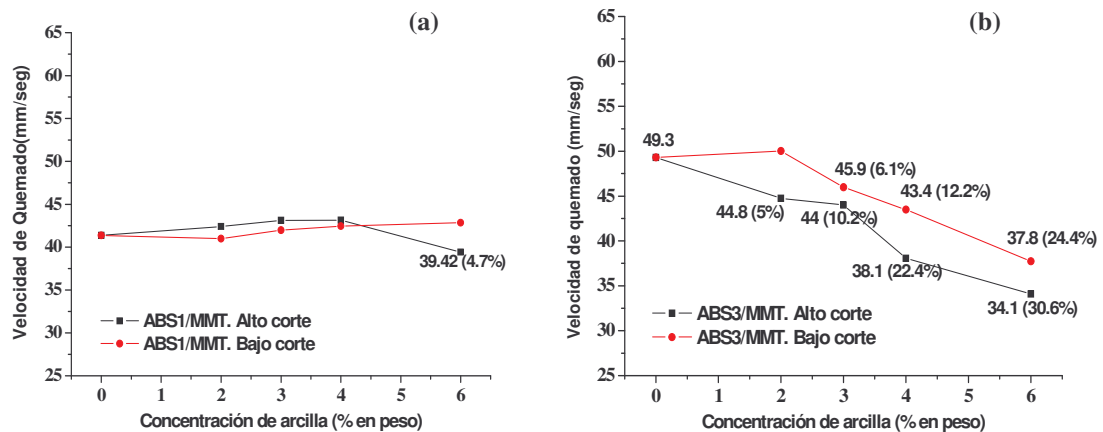 (a)
Velocidad de Quemado(mm/seg)
65
60
55
50
45
40
35
30
25
39.42 (4.7%)
ABS1/MMT. Alto corte
ABS1/MMT. Bajo corte
0 1 2 3 4 5 6
Concentración de arcilla (% en peso)
(b)
Velocidad de quemado (mm/seg)
65
60
55
50
45
40
35
30
25
49.3
45.9 (6.1%)
43.4 (12.2%)
44.8 (5%)
44 (10.2%)
37.8 (24.4%)
38.1 (22.4%)
34.1 (30.6%)
ABS3/MMT. Alto corte
ABS3/MMT. Bajo corte
0 1 2 3 4 5 6
Concentración de arcilla (% en peso)